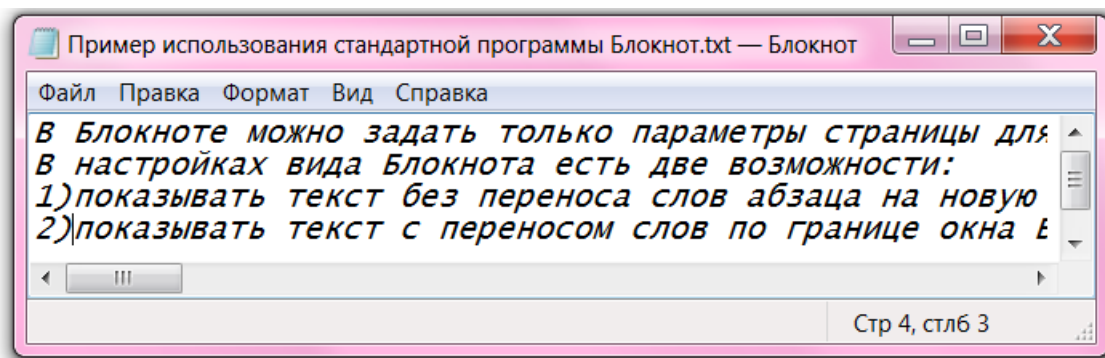 Пример использования стандартной программы Блокнот.txt — Блокнот
Файл Правка Формат Вид Справка
В Блокноте можно задать только параметры страницы для
В настройках вида Блокнота есть две возможности:
1)показывать текст без переноса слов абзаца на новую
2)показывать текст с переносом слов по границе окна
Стр 4, стлб 3